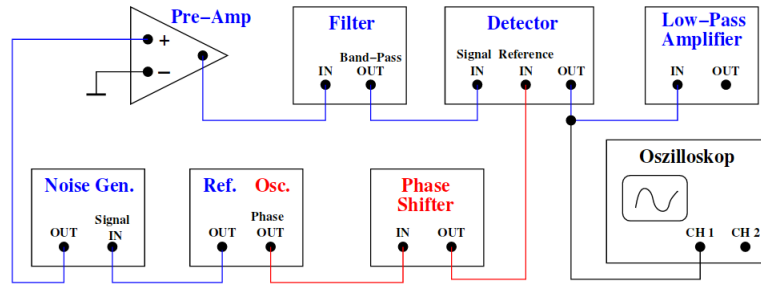 Pre-Amp
+
-
Filter
Band-Pass
IN
OUT
Detector
Signal Reference
IN
IN
OUT
Low-Pass
Amplifier
IN
OUT
Noise Gen.
Signal
OUT
IN
Ref. Osc.
Phase
OUT
OUT
Phase
Shifter
IN
OUT
Oszilloskop
CH 1
CH 2